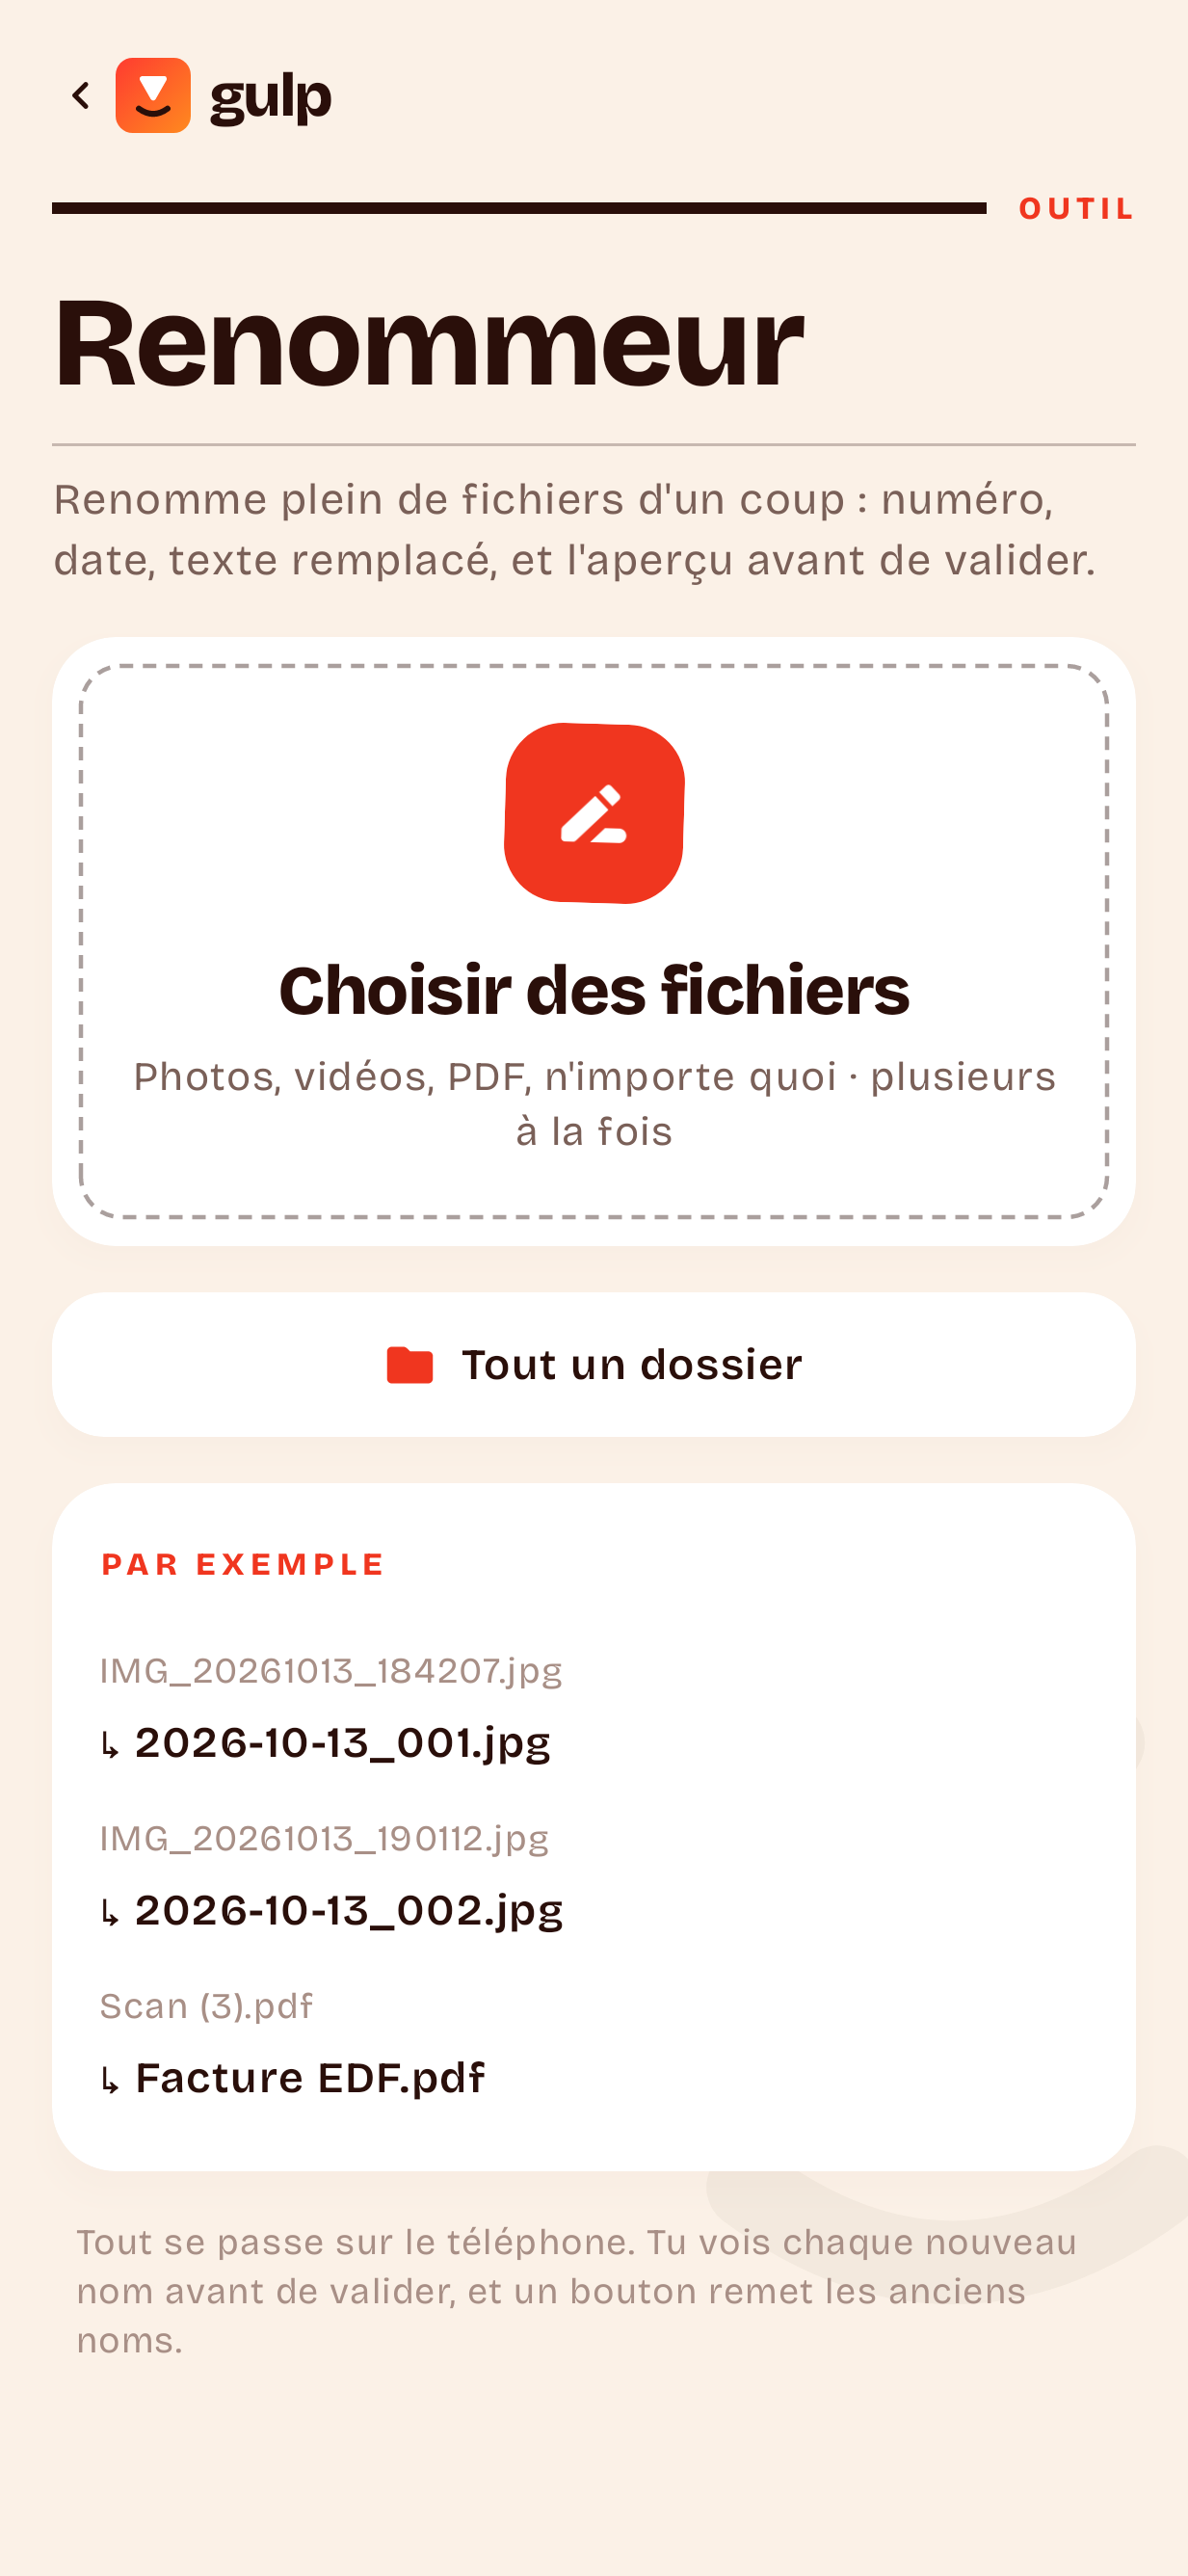 gulp
OUTIL
Renommeur
Renomme plein de fichiers d'un coup : numéro,
date, texte remplacé, et l'aperçu avant de valider.
Choisir des fichiers
Photos, vidéos, PDF, n'importe quoi · plusieurs
à la fois
Tout un dossier
PAR EXEMPLE
IMG_20261013_184207.jpg
↳ 2026-10-13_001.jpg
IMG_20261013_190112.jpg
↳ 2026-10-13_002.jpg
Scan (3).pdf
↳ Facture EDF.pdf
Tout se passe sur le téléphone. Tu vois chaque nouveau
nom avant de valider, et un bouton remet les anciens
noms.